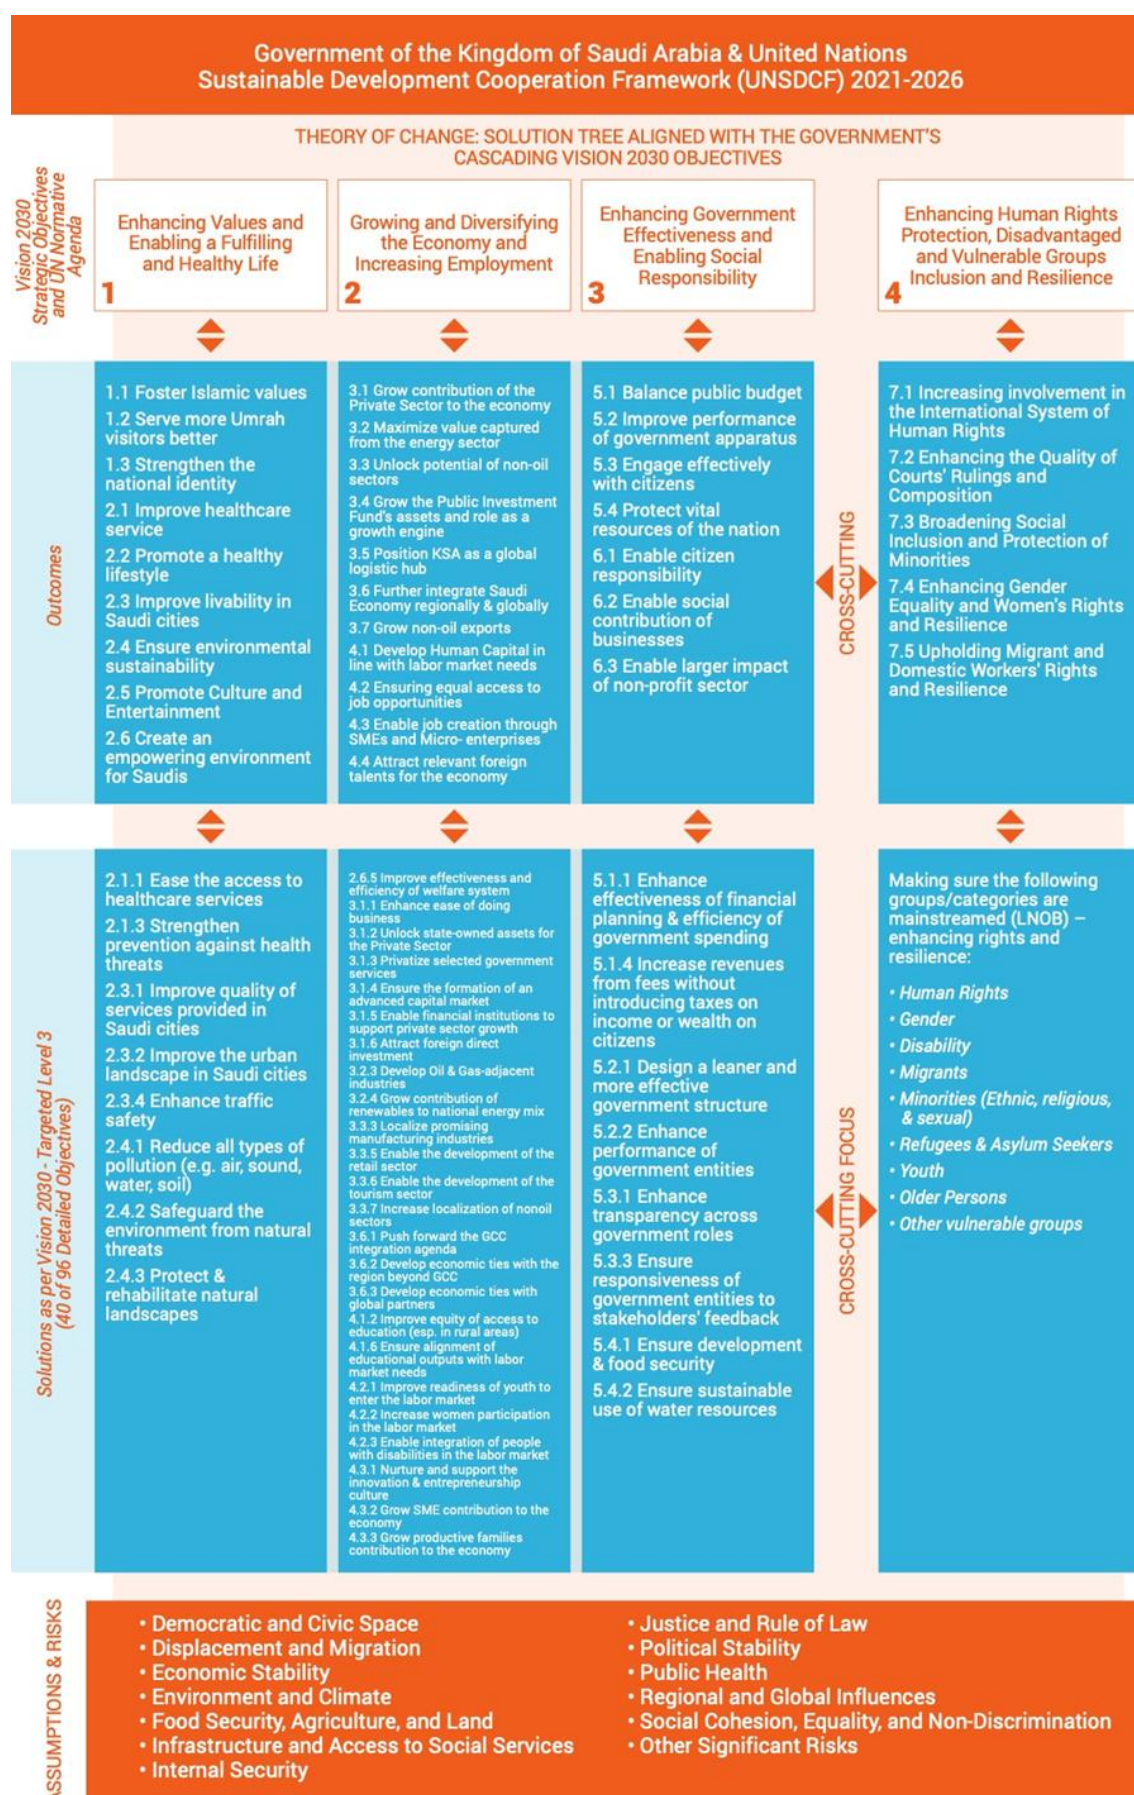 Government of the Kingdom of Saudi Arabia & United Nations
Sustainable Development Cooperation Framework (UNSDCF) 2021-2026
THEORY OF CHANGE: SOLUTION TREE ALIGNED WITH THE GOVERNMENT'S
CASCADING VISION 2030 OBJECTIVES
Vision 2030
Strategic Objectives
and UN Normative
Agenda
Enhancing Values and
Enabling a Fulfilling
and Healthy Life
1
Growing and Diversifying
the Economy and
Increasing Employment
2
Enhancing Government
Effectiveness and
Enabling Social
Responsibility
3
Enhancing Human Rights
Protection, Disadvantaged
and Vulnerable Groups
Inclusion and Resilience
4
Outcomes
1.1 Foster Islamic values
1.2 Serve more Umrah
visitors better
1.3 Strengthen the
national identity
2.1 Improve healthcare
service
2.2 Promote a healthy
lifestyle
2.3 Improve livability in
Saudi cities
2.4 Ensure environmental
sustainability
2.5 Promote Culture and
Entertainment
2.6 Create an
empowering environment
for Saudis
3.1 Grow contribution of the
Private Sector to the economy
3.2 Maximize value captured
from the energy sector
3.3 Unlock potential of non-oil
sectors
3.4 Grow the Public Investment
Fund's assets and role as a
growth engine
3.5 Position KSA as a global
logistic hub
3.6 Further integrate Saudi
Economy regionally & globally
3.7 Grow non-oil exports
4.1 Develop Human Capital in
line with labor market needs
4.2 Ensuring equal access to
job opportunities
4.3 Enable job creation through
SMEs and Micro- enterprises
4.4 Attract relevant foreign
talents for the economy
5.1 Balance public budget
5.2 Improve performance
of government apparatus
5.3 Engage effectively
with citizens
5.4 Protect vital
resources of the nation
6.1 Enable citizen
responsibility
6.2 Enable social
contribution of
businesses
6.3 Enable larger impact
of non-profit sector
CROSS-CUTTING
7.1 Increasing involvement in
the International System of
Human Rights
7.2 Enhancing the Quality of
Courts' Rulings and
Composition
7.3 Broadening Social
Inclusion and Protection of
Minorities
7.4 Enhancing Gender
Equality and Women's Rights
and Resilience
7.5 Upholding Migrant and
Domestic Workers' Rights
and Resilience
Solutions as per Vision 2030 - Targeted Level 3
(40 of 96 Detailed Objectives)
2.1.1 Ease the access to
healthcare services
2.1.3 Strengthen
prevention against health
threats
2.3.1 Improve quality of
services provided in
Saudi cities
2.3.2 Improve the urban
landscape in Saudi cities
2.3.4 Enhance traffic
safety
2.4.1 Reduce all types of
pollution (e.g. air, sound,
water, soil)
2.4.2 Safeguard the
environment from natural
threats
2.4.3 Protect &
rehabilitate natural
landscapes
2.6.5 Improve effectiveness and
efficiency of welfare system
3.1.1 Enhance ease of doing
business
3.1.2 Unlock state-owned assets for
the Private Sector
3.1.3 Privatize selected government
services
3.1.4 Ensure the formation of an
advanced capital market
3.1.5 Enable financial institutions to
support private sector growth
3.1.6 Attract foreign direct
investment
3.2.3 Develop Oil & Gas-adjacent
industries
3.2.4 Grow contribution of
renewables to national energy mix
3.3.3 Localize promising
manufacturing industries
3.3.5 Enable the development of the
retail sector
3.3.6 Enable the development of the
tourism sector
3.3.7 Increase localization of nonoil
sectors
3.6.1 Push forward the GCC
integration agenda
3.6.2 Develop economic ties with the
region beyond GCC
3.6.3 Develop economic ties with
global partners
4.1.2 Improve equity of access to
education (esp. in rural areas)
4.1.6 Ensure alignment of
educational outputs with labor
market needs
4.2.1 Improve readiness of youth to
enter the labor market
4.2.2 Increase women participation
in the labor market
4.2.3 Enable integration of people
with disabilities in the labor market
4.3.1 Nurture and support the
innovation & entrepreneurship
culture
4.3.2 Grow SME contribution to the
economy
4.3.3 Grow productive families
contribution to the economy
5.1.1 Enhance
effectiveness of financial
planning & efficiency of
government spending
5.1.4 Increase revenues
from fees without
introducing taxes on
income or wealth on
citizens
5.2.1 Design a leaner and
more effective
government structure
5.2.2 Enhance
performance of
government entities
5.3.1 Enhance
transparency across
government roles
5.3.3 Ensure
responsiveness of
government entities to
stakeholders' feedback
5.4.1 Ensure development
& food security
5.4.2 Ensure sustainable
use of water resources
CROSS-CUTTING FOCUS
Making sure the following
groups/categories are
mainstreamed (LNOB) –
enhancing rights and
resilience:
• Human Rights
• Gender
• Disability
• Migrants
• Minorities (Ethnic, religious,
& sexual)
• Refugees & Asylum Seekers
• Youth
• Older Persons
• Other vulnerable groups
ASSUMPTIONS & RISKS
• Democratic and Civic Space
• Displacement and Migration
• Economic Stability
• Environment and Climate
• Food Security, Agriculture, and Land
• Infrastructure and Access to Social Services
• Internal Security
• Justice and Rule of Law
• Political Stability
• Public Health
• Regional and Global Influences
• Social Cohesion, Equality, and Non-Discrimination
• Other Significant Risks